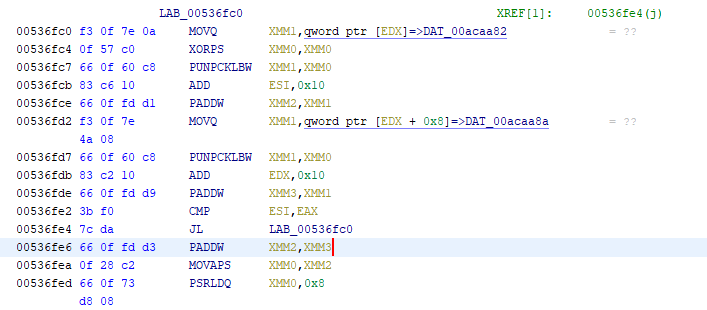 LAB_00536fc0 XREF[1]: 00536fe4(j)
00536fc0 f3 0f 7e 0a MOVQ XMM1,qword ptr [EDX]=>DAT_00acaa82 = ??
00536fc4 0f 57 c0 XORPS XMM0,XMM0
00536fc7 66 0f 60 c8 PUNPCKLBW XMM1,XMM0
00536fcb 83 c6 10 ADD ESI,0x10
00536fce 66 0f fd d1 PADDW XMM2,XMM1
00536fd2 f3 0f 7e MOVQ XMM1,qword ptr [EDX + 0x8]=>DAT_00acaa8a = ??
4a 08
00536fd7 66 0f 60 c8 PUNPCKLBW XMM1,XMM0
00536fdb 83 c2 10 ADD EDX,0x10
00536fde 66 0f fd d9 PADDW XMM3,XMM1
00536fe2 3b f0 CMP ESI,EAX
00536fe4 7c da JL LAB_00536fc0
00536fe6 66 0f fd d3 PADDW XMM2,XMM3
00536fea 0f 28 c2 MOVAPS XMM0,XMM2
00536fed 66 0f 73 PSRLDQ XMM0,0x8
d8 08